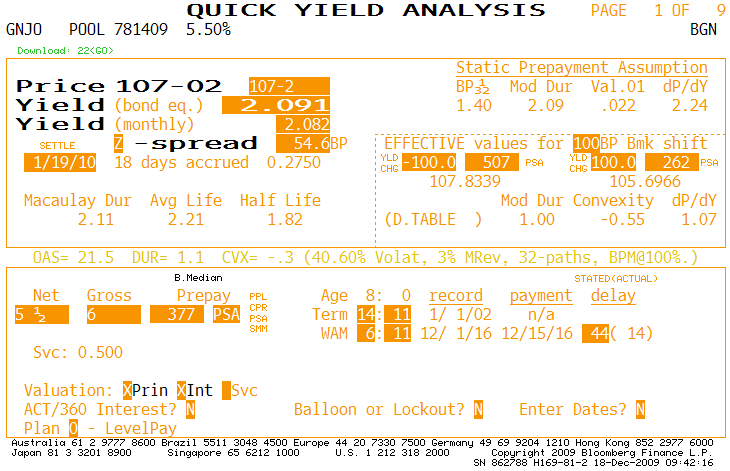 QUICK YIELD ANALYSIS PAGE 1 OF 9
GNJO POOL 781409 5.50% BGN
Download: 22<GO>
Static Prepayment Assumption
Price 107-02 107-2 BP½32 Mod Dur Val.01 dP/dY
Yield (bond eq.) 2.091 1.40 2.09 .022 2.24
Yield (monthly) 2.082
Z -spread 54.6BP EFFECTIVE values for 100BP Bmk shift
SETTLE YLD CHG -100.0 507 PSA YLD CHG 100.0 262 PSA
1/19/10 18 days accrued 0.2750
107.8339 105.6966
Macaulay Dur Avg Life Half Life Mod Dur Convexity dP/dY
2.11 2.21 1.82 (D.TABLE ) 1.00 -0.55 1.07
OAS= 21.5 DUR= 1.1 CVX= -.3 (40.60% Volat, 3% MRev, 32-paths, BPM@100%.)
B.Median STATED(ACTUAL)
Net Gross Prepay PPL CPR PSA SMM Age 8: 0 record payment delay
5 ½ 6 377 PSA Term 14: 11 1/ 1/02 n/a
WAM 6: 11 12/ 1/16 12/15/16 44( 14)
Svc: 0.500
Valuation: XPrin XInt Svc
ACT/360 Interest? N Balloon or Lockout? N Enter Dates? N
Plan 0 - LevelPay
Australia 61 2 9777 8600 Brazil 5511 3048 4500 Europe 44 20 7330 7500 Germany 49 69 9204 1210 Hong Kong 852 2977 6000
Japan 81 3 3201 8900 Singapore 65 6212 1000 U.S. 1 212 318 2000 Copyright 2009 Bloomberg Finance L.P.
SN 862788 H169-81-2 18-Dec-2009 09:42:16